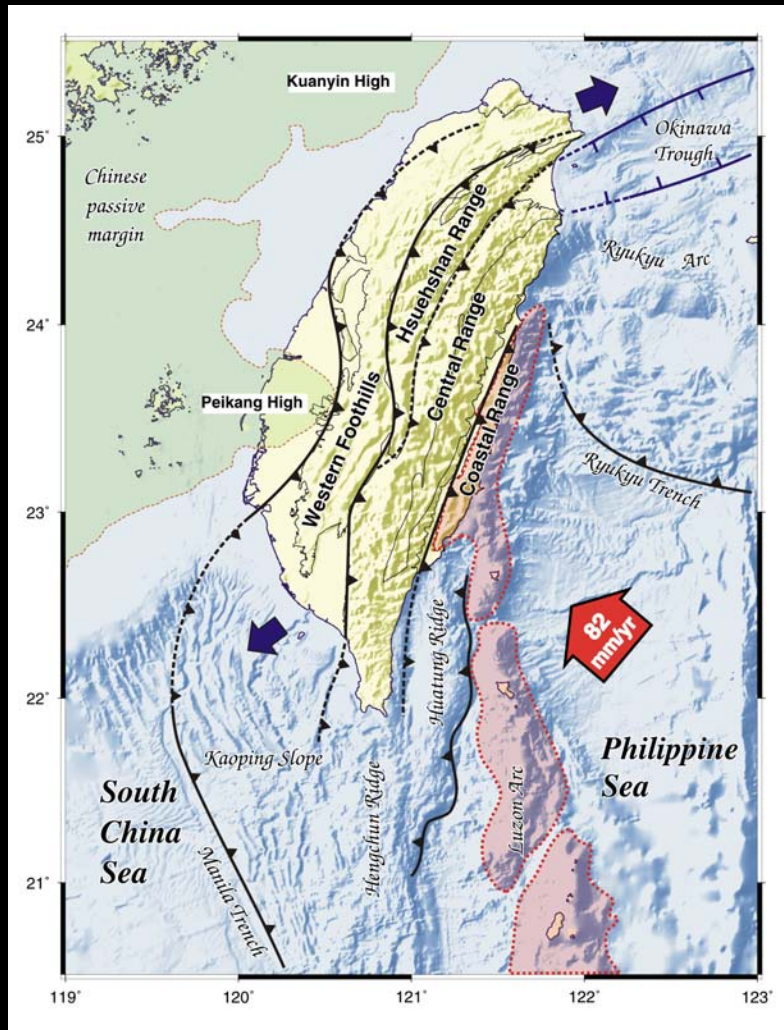 Kuanyin High
25˚
Okinawa
Trough
Chinese
passive
margin
Hsuehshan Range
Ryukyu Arc
24˚
Central Range
Coastal Range
Peikang High
Western Foothills
Ryukyu Trench
23˚
82
mm/yr
Huatung Ridge
22˚
Kaoping Slope
Philippine
Sea
South
China
Sea
Hengchun Ridge
Luzon Arc
Manila Trench
21˚
119˚
120˚
121˚
122˚
123˚